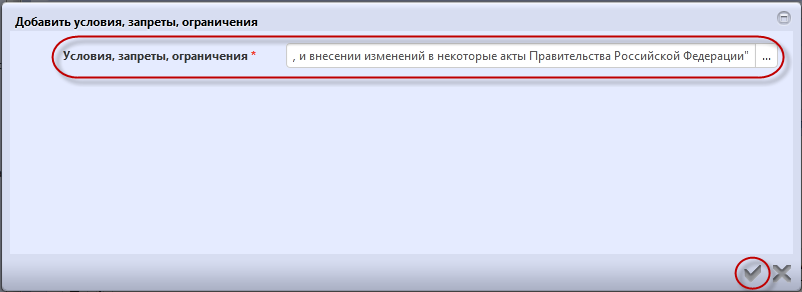 Добавить условия, запреты, ограничения
Условия, запреты, ограничения * , и внесении изменений в некоторые акты Правительства Российской Федерации" ...